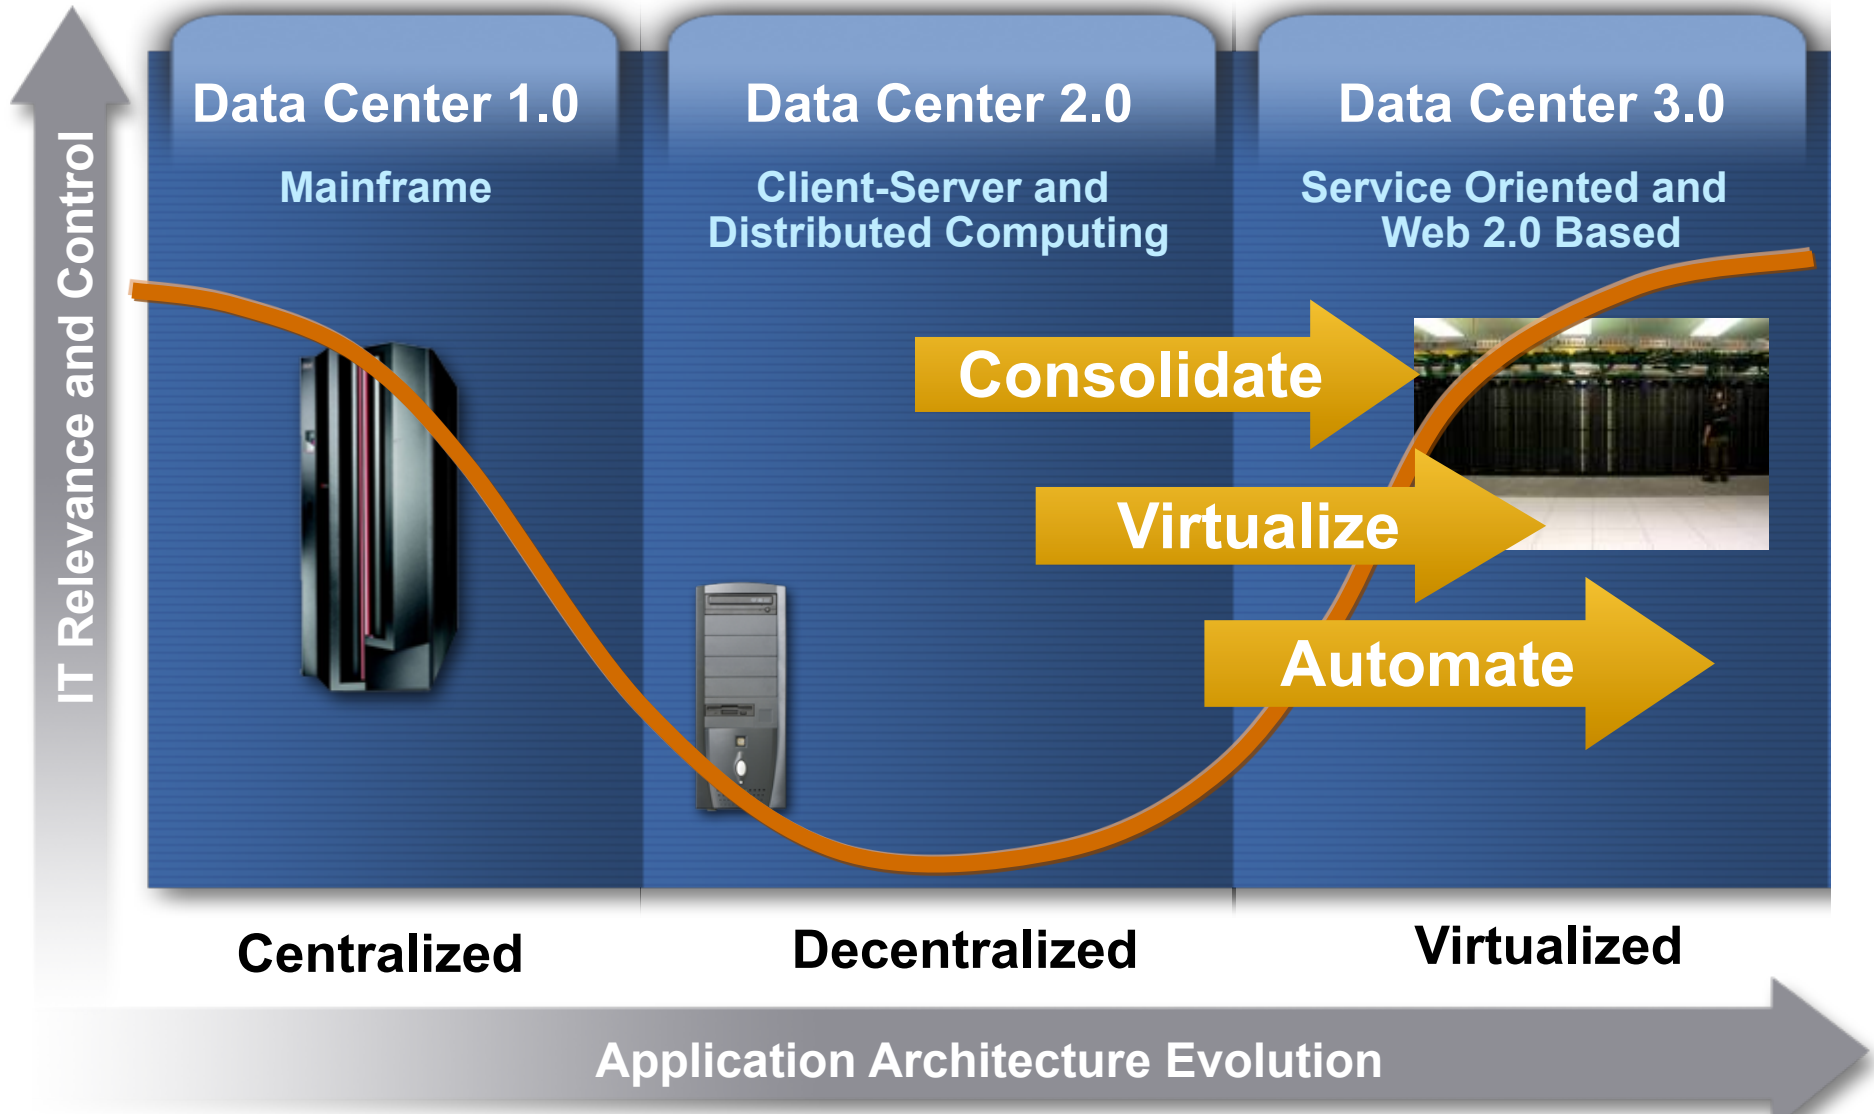 Data Center 1.0
Data Center 2.0
Data Center 3.0
Mainframe
Client-Server and
Distributed Computing
Service Oriented and
Web 2.0 Based
IT Relevance and Control
Consolidate
Virtualize
Automate
Centralized
Decentralized
Virtualized
Application Architecture Evolution